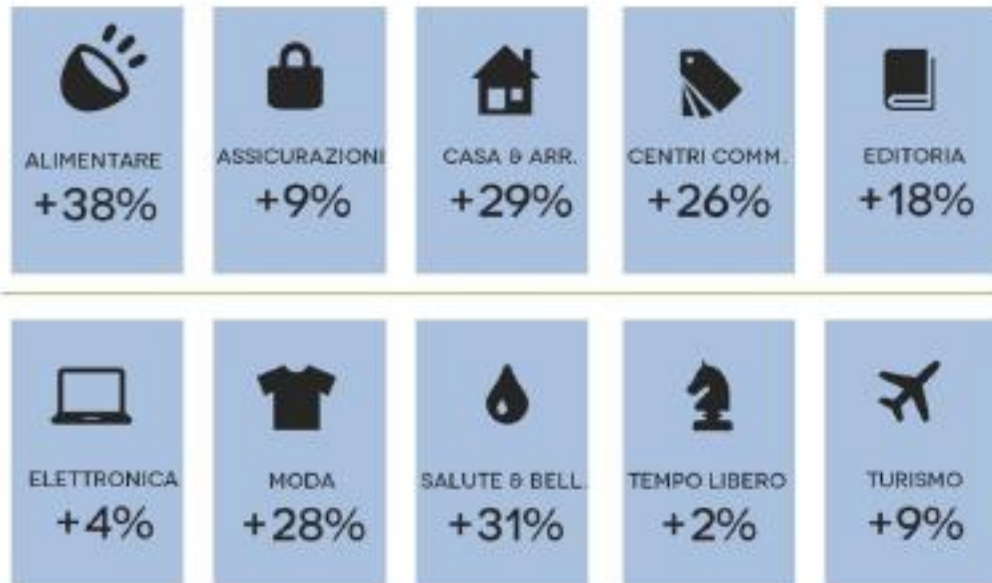 ALIMENTARE
+38%
ASSICURAZIONI
+9%
CASA & ARR.
+29%
CENTRI COMM.
+26%
EDITORIA
+18%
ELETTRONICA
+4%
MODA
+28%
SALUTE & BELL.
+31%
TEMPO LIBERO
+2%
TURISMO
+9%